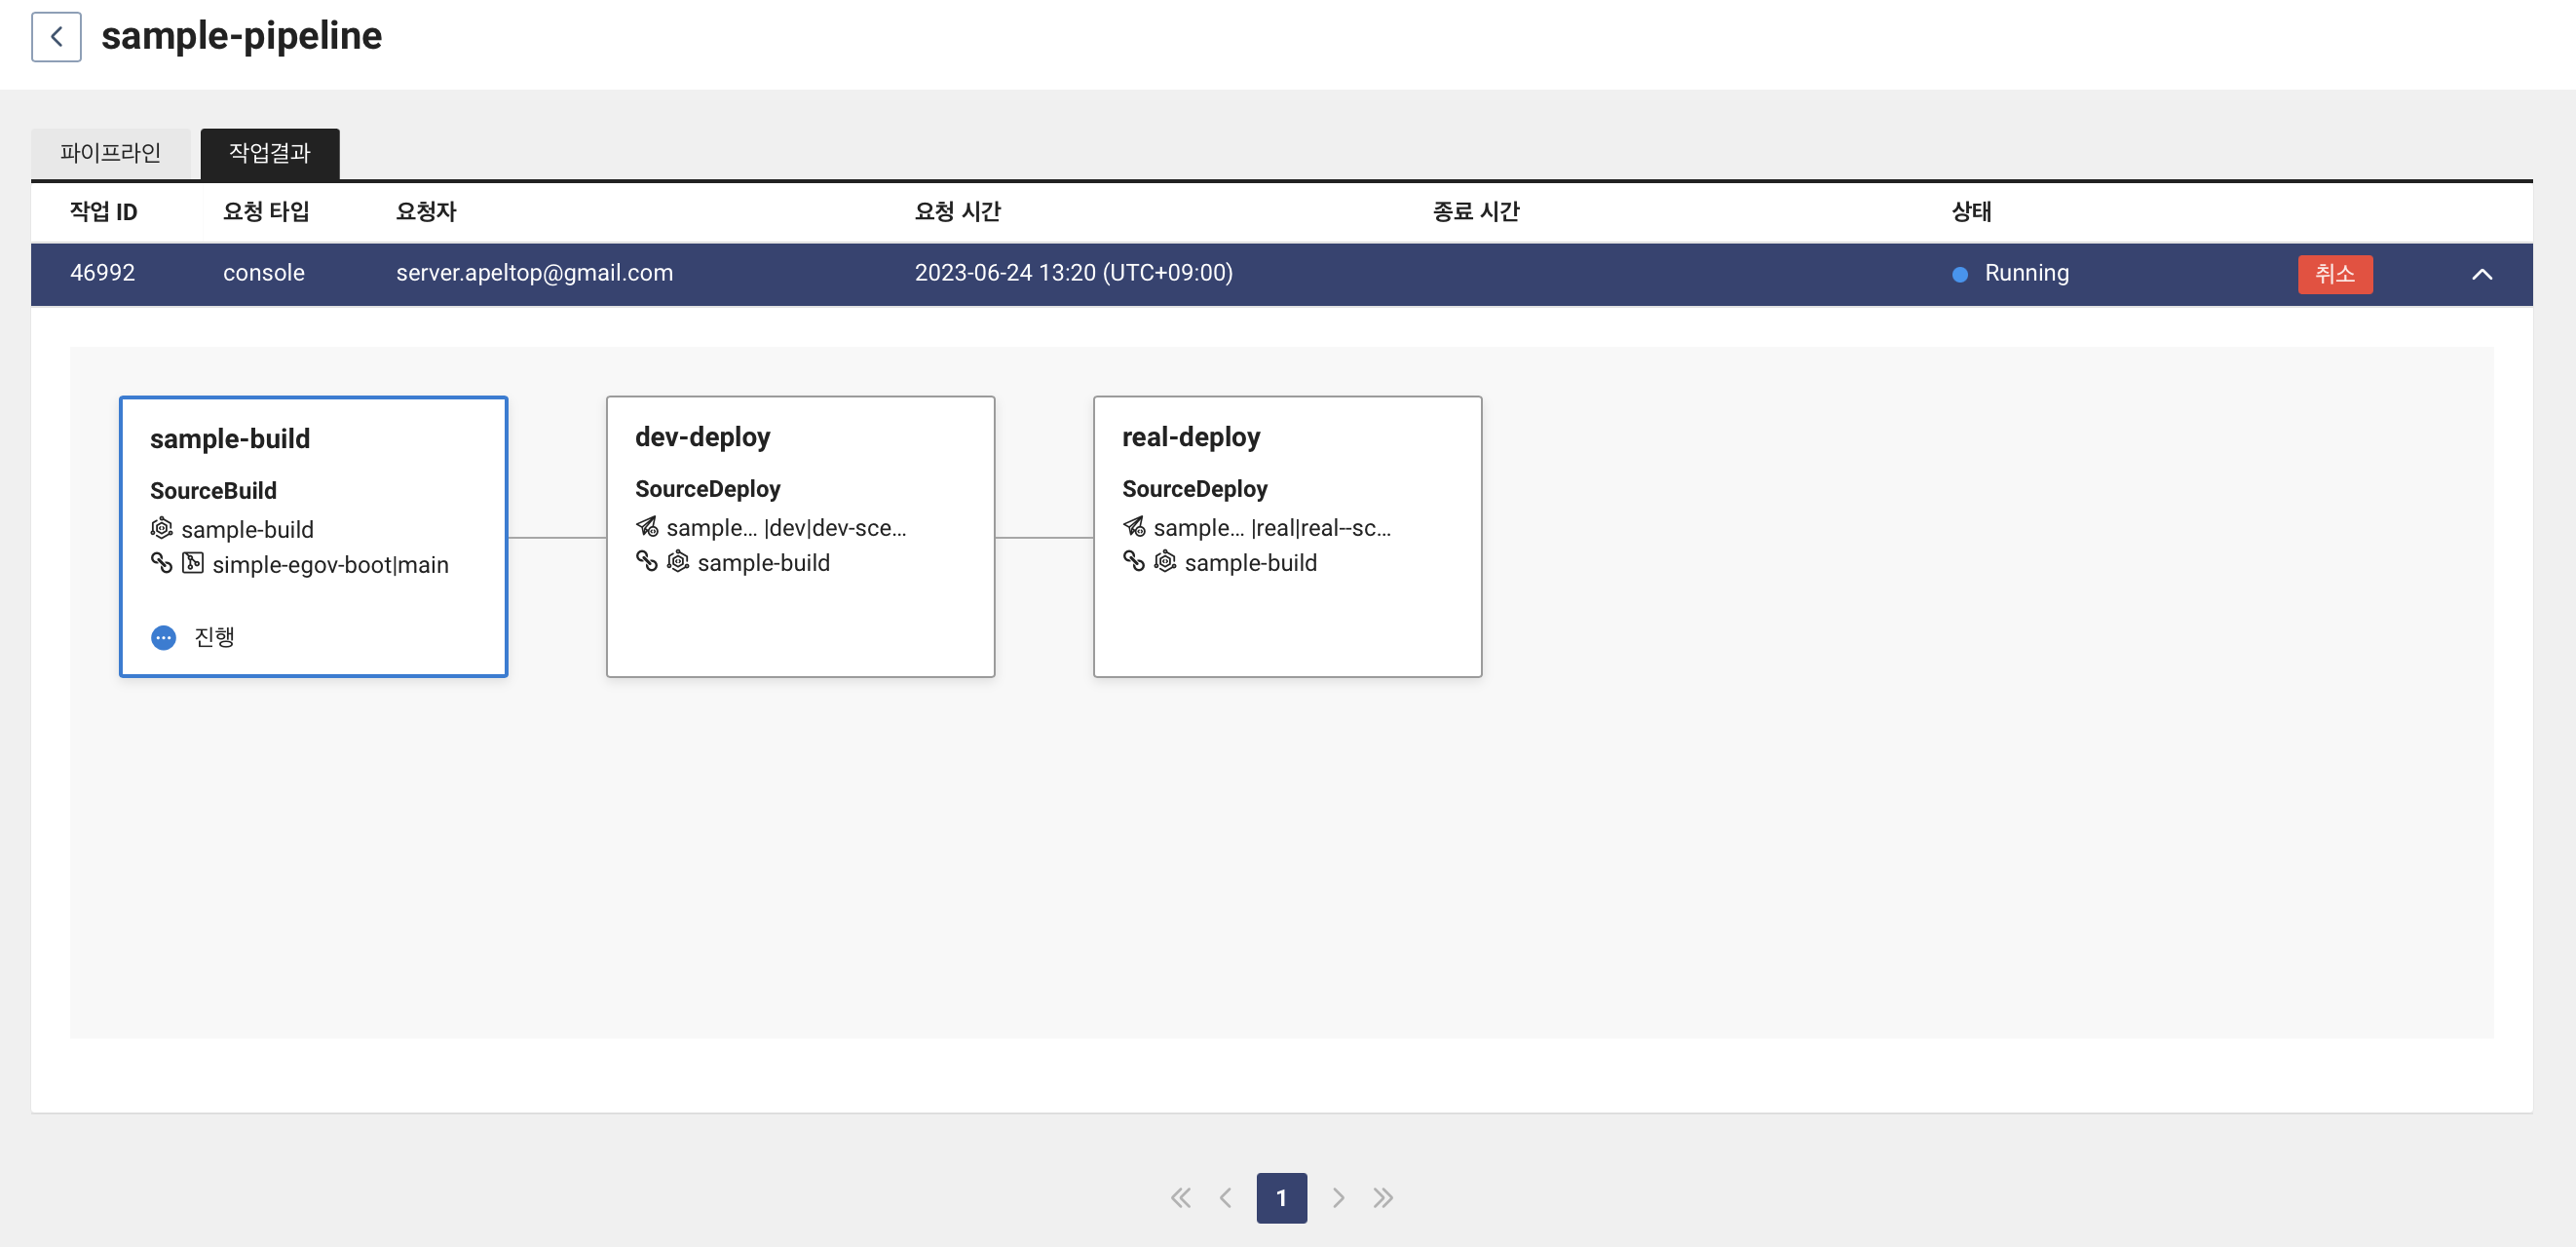 sample-pipeline
파이프라인 작업결과
작업 ID 요청 타입 요청자 요청 시간 종료 시간 상태
46992 console server.apeltop@gmail.com 2023-06-24 13:20 (UTC+09:00) Running 취소
sample-build
SourceBuild
sample-build
simple-egov-boot|main
진행
dev-deploy
SourceDeploy
sample... |dev|dev-sce...
sample-build
real-deploy
SourceDeploy
sample... |real|real--sc...
sample-build
1